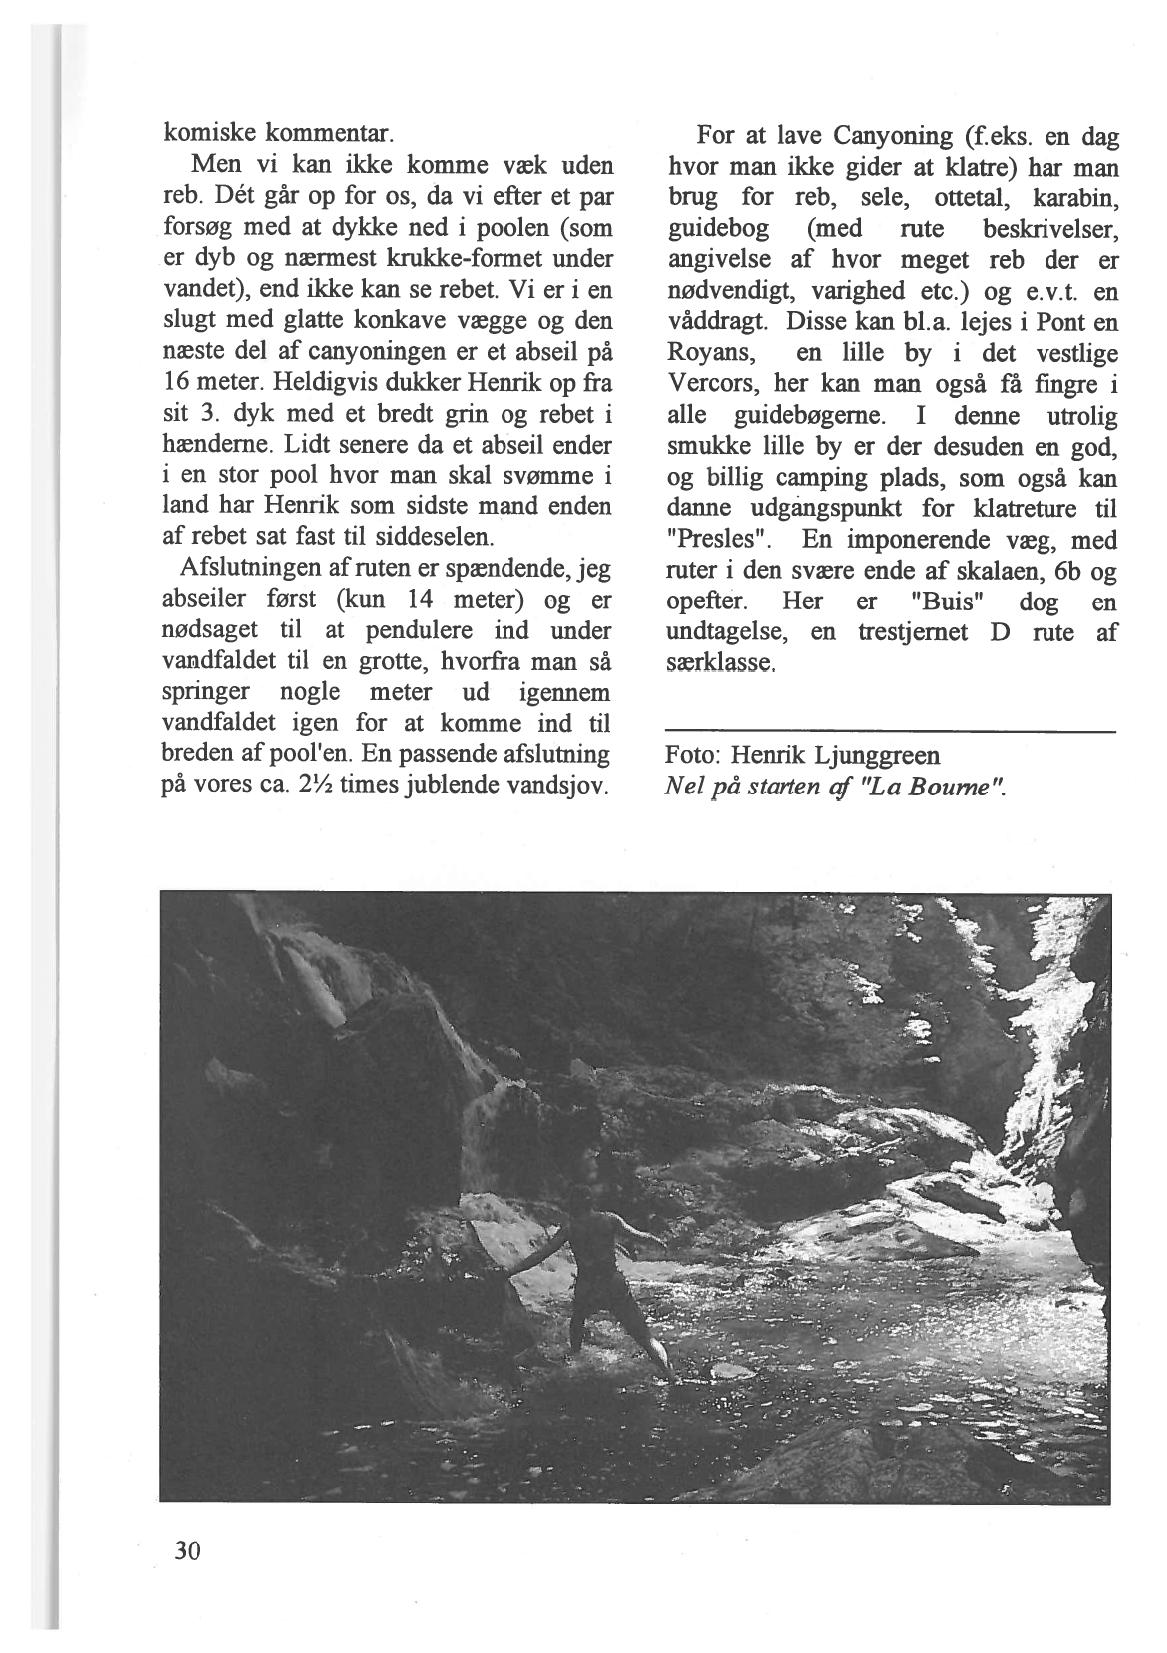 komiske kommentar.
Men vi kan ikke komme væk uden
reb. Dét går op for os, da vi efter et par
forsøg med at dykke ned i poolen (som
er dyb og nærmest krukke-formet under
vandet), end ikke kan se rebet. Vi er i en
slugt med glatte konkave vægge og den
næste del af canyoningen er et abseil på
16 meter. Heldigvis dukker Henrik op fra
sit 3. dyk med et bredt grin og rebet i
hænderne. Lidt senere da et abseil ender
i en stor pool hvor man skal svømme i
land har Henrik som sidste mand enden
af rebet sat fast til siddeselen.
Afslutningen af ruten er spændende, jeg
abseiler først (kun 14 meter) og er
nødsaget til at pendulere ind under
vandfaldet til en grotte, hvorfra man så
springer nogle meter ud igennem
vandfaldet igen for at komme ind til
breden af pool'en. En passende afslutning
på vores ca. 2½ times jublende vandsjov.
For at lave Canyoning (f.eks. en dag
hvor man ikke gider at klatre) har man
brug for reb, sele, ottetal, karabin,
guidebog (med rute beskrivelser,
angivelse af hvor meget reb der er
nødvendigt, varighed etc.) og e.v.t. en
våddragt. Disse kan bl.a. lejes i Pont en
Royans, en lille by i det vestlige
Vercors, her kan man også få fingre i
alle guidebøgerne. I denne utrolig
smukke lille by er der desuden en god,
og billig camping plads, som også kan
danne udgangspunkt for klatreture til
"Presles". En imponerende væg, med
ruter i den svære ende af skalaen, 6b og
opefter. Her er "Buis" dog en
undtagelse, en trestjernet D rute af
særklasse.
Foto: Henrik Ljunggreen
Nel på starten af "La Bourne".
30